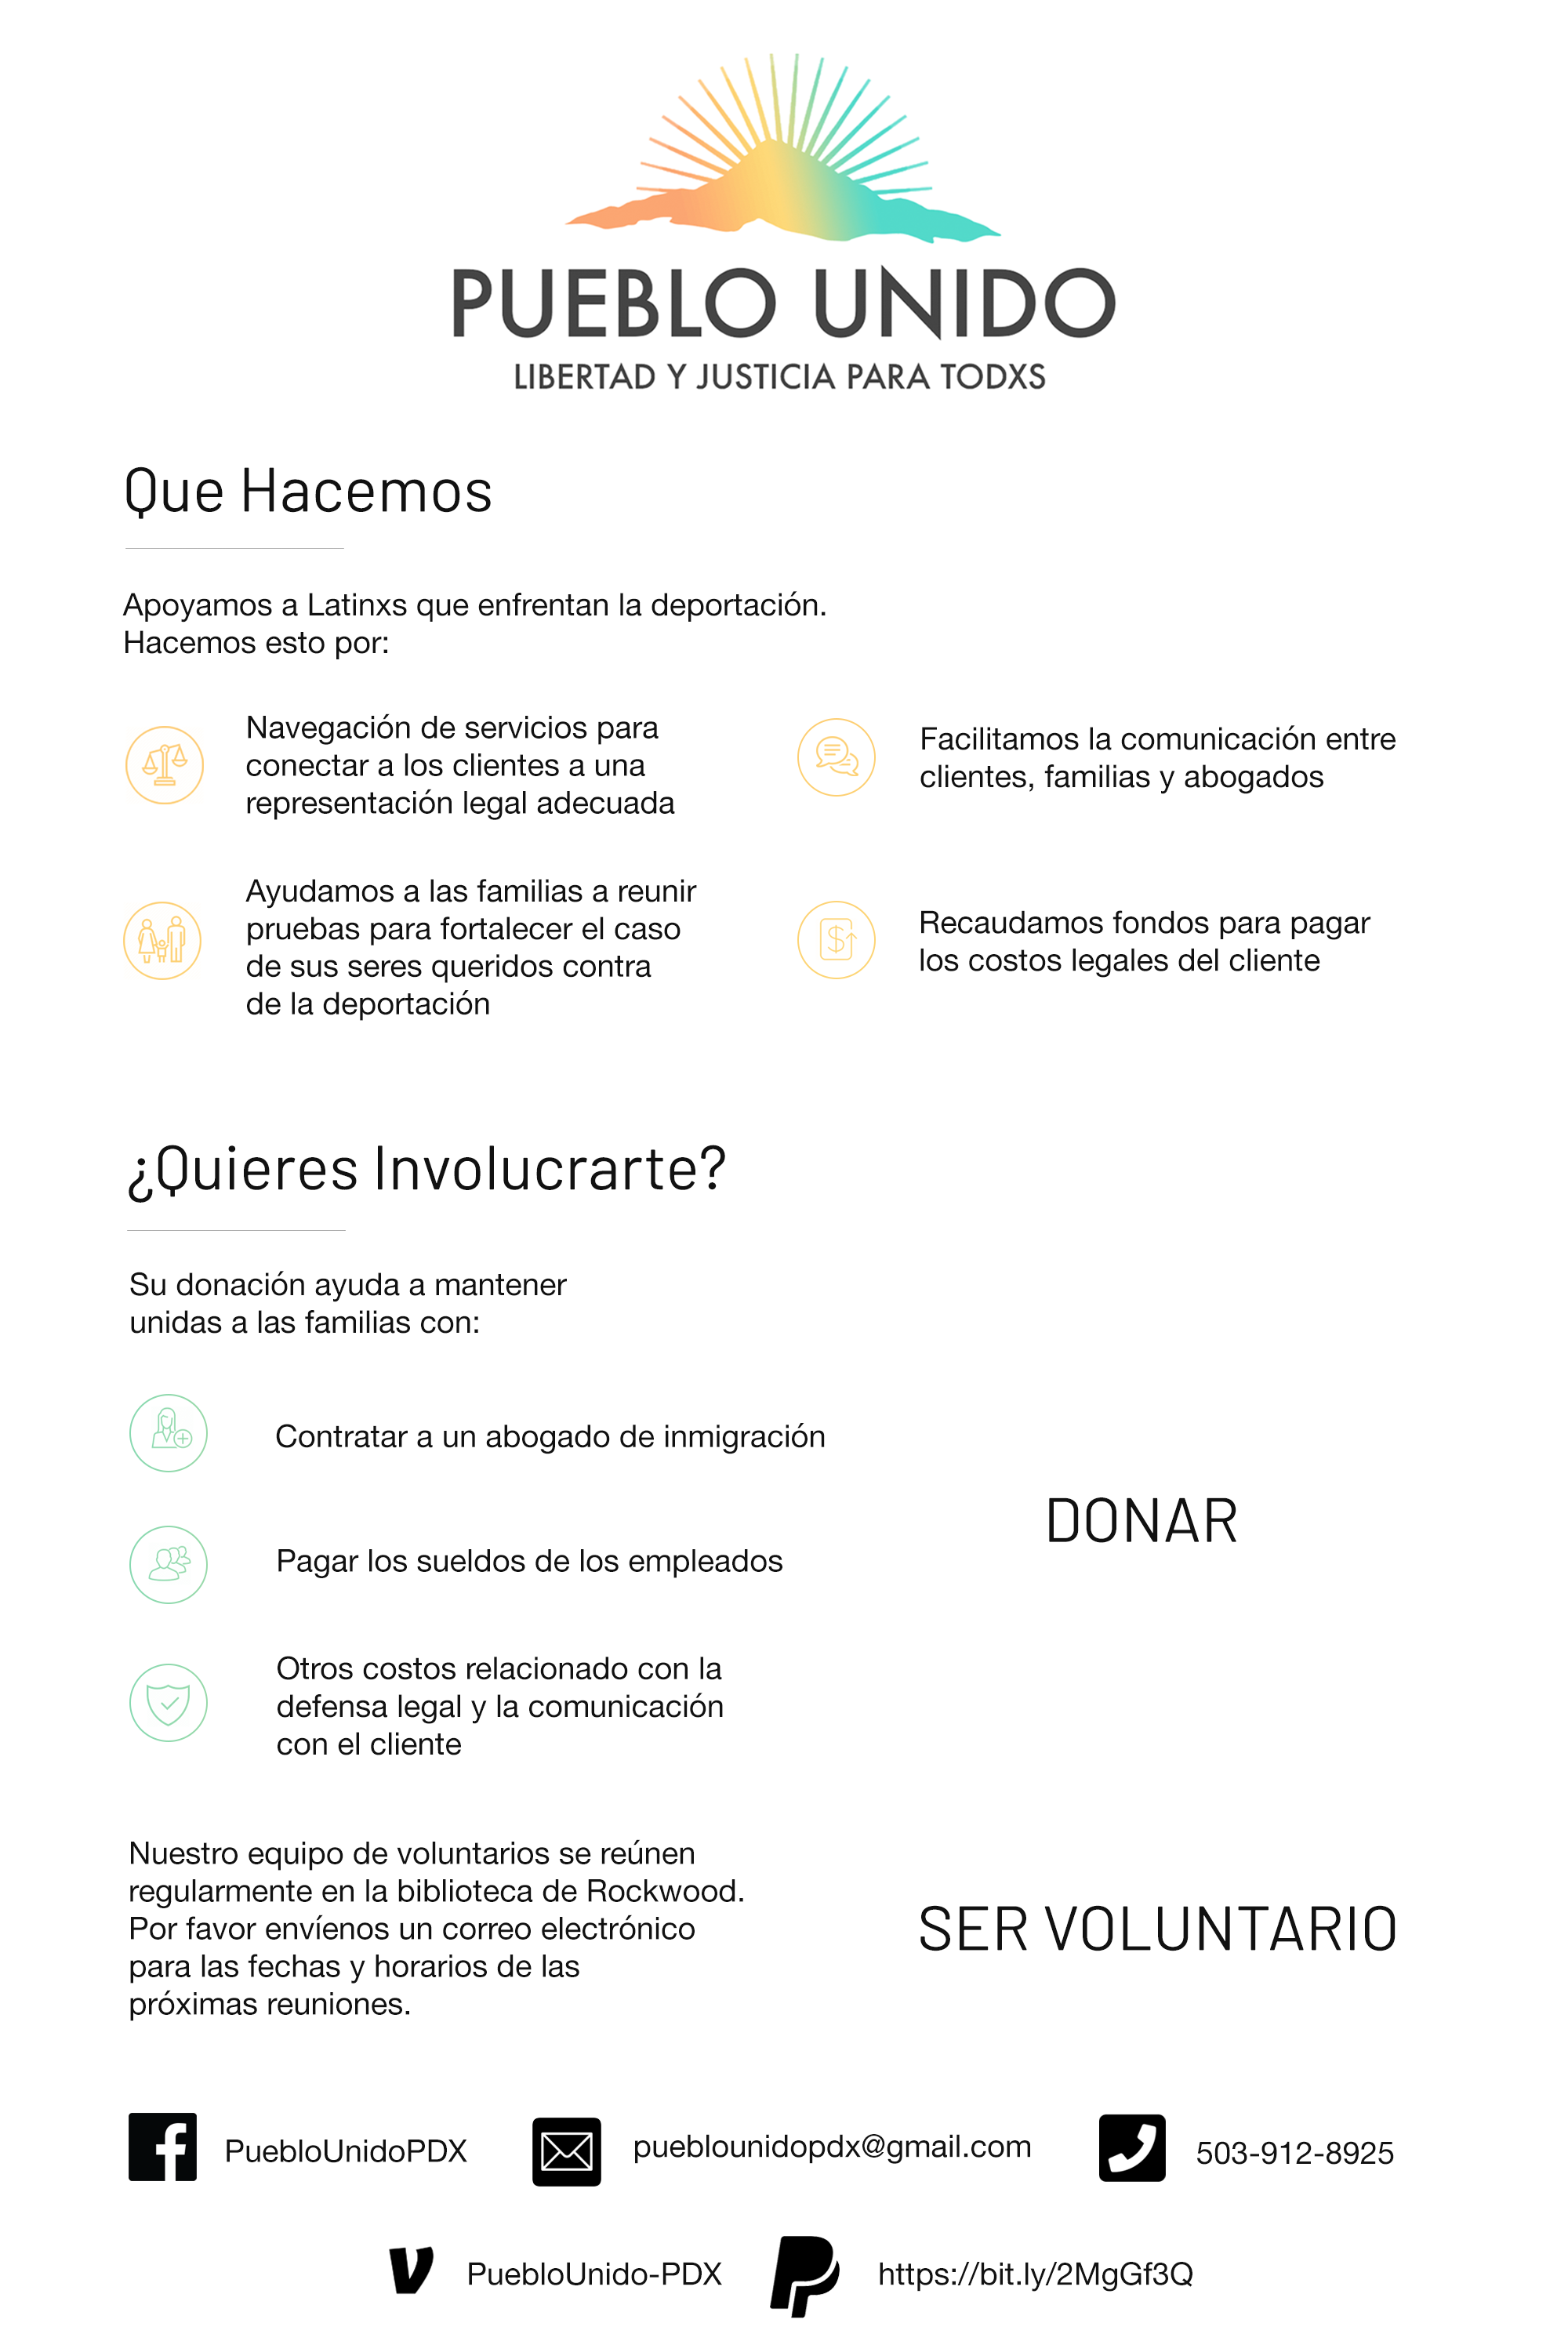 PUEBLO UNIDO
LIBERTAD Y JUSTICIA PARA TODXS
Que Hacemos
Apoyamos a Latinxs que enfrentan la deportación.
Hacemos esto por:
Navegación de servicios para
conectar a los clientes a una
representación legal adecuada
Facilitamos la comunicación entre
clientes, familias y abogados
Ayudamos a las familias a reunir
pruebas para fortalecer el caso
de sus seres queridos contra
de la deportación
Recaudamos fondos para pagar
los costos legales del cliente
¿Quieres Involucrarte?
Su donación ayuda a mantener
unidas a las familias con:
Contratar a un abogado de inmigración
Pagar los sueldos de los empleados
Otros costos relacionado con la
defensa legal y la comunicación
con el cliente
DONAR
Nuestro equipo de voluntarios se reúnen
regularmente en la biblioteca de Rockwood.
Por favor envíenos un correo electrónico
para las fechas y horarios de las
próximas reuniones.
SER VOLUNTARIO
PuebloUnidoPDX
pueblounidopdx@gmail.com
503-912-8925
PuebloUnido-PDX
https://bit.ly/2MgGf3Q